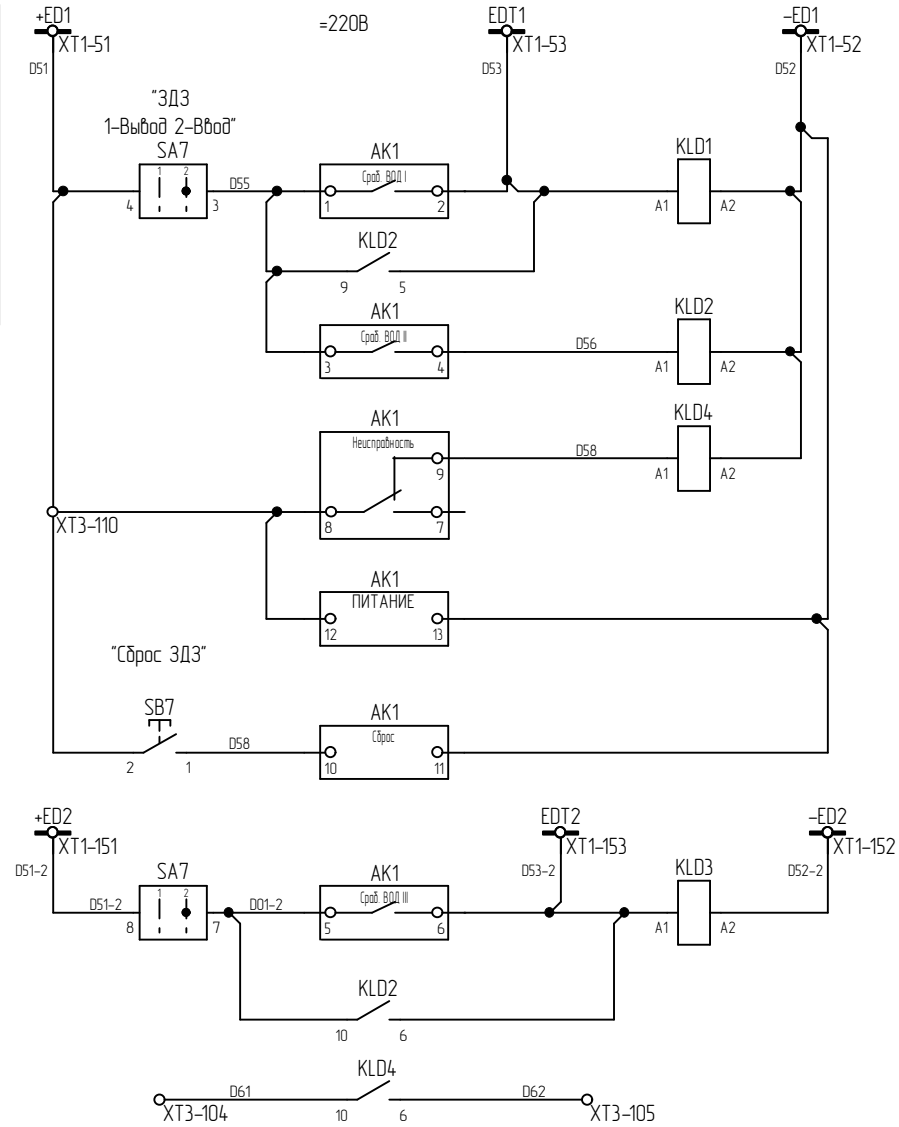 +ED1
=220В
EDT1
-ED1
XT1-51
XT1-53
XT1-52
D51
D53
D52
"ЗДЗ
1-Вывод 2-Ввод"
SA7
AK1
KLD1
1 2
Сраб. ВОД I
D55
4 3
1 2
A1 A2
KLD2
9 5
AK1
KLD2
Сраб. ВОД II
D56
3 4
A1 A2
AK1
KLD4
Неисправность
D58
9
A1 A2
XT3-110
8 7
AK1
ПИТАНИЕ
12 13
"Сброс ЗДЗ"
SB7
AK1
Сброс
D58
2 1
10 11
+ED2
EDT2
-ED2
XT1-151
XT1-153
XT1-152
D51-2
D53-2
D52-2
SA7
AK1
KLD3
1 2
Сраб. ВОД III
D51-2
D01-2
8 7
5 6
A1 A2
KLD2
10 6
KLD4
D61
D62
XT3-104
10 6
XT3-105